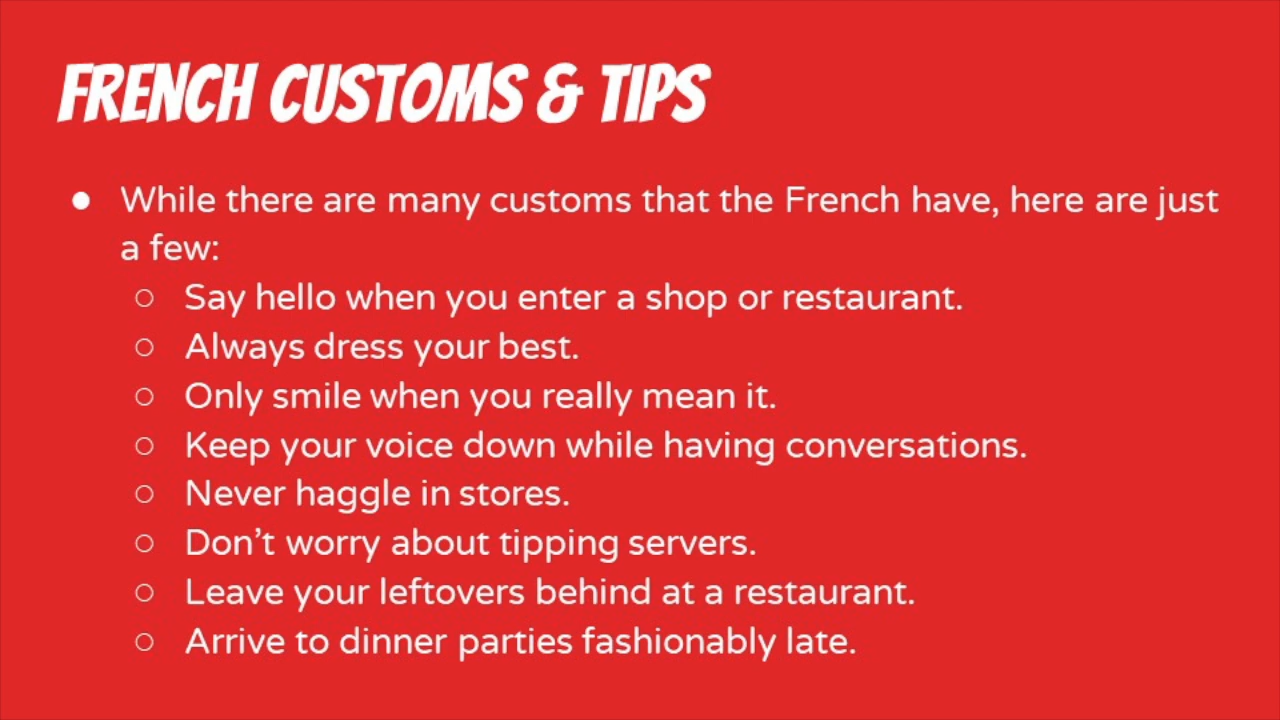 FRENCH CUSTOMS & TIPS
● While there are many customs that the French have, here are just
a few:
○ Say hello when you enter a shop or restaurant.
○ Always dress your best.
○ Only smile when you really mean it.
○ Keep your voice down while having conversations.
○ Never haggle in stores.
○ Don’t worry about tipping servers.
○ Leave your leftovers behind at a restaurant.
○ Arrive to dinner parties fashionably late.